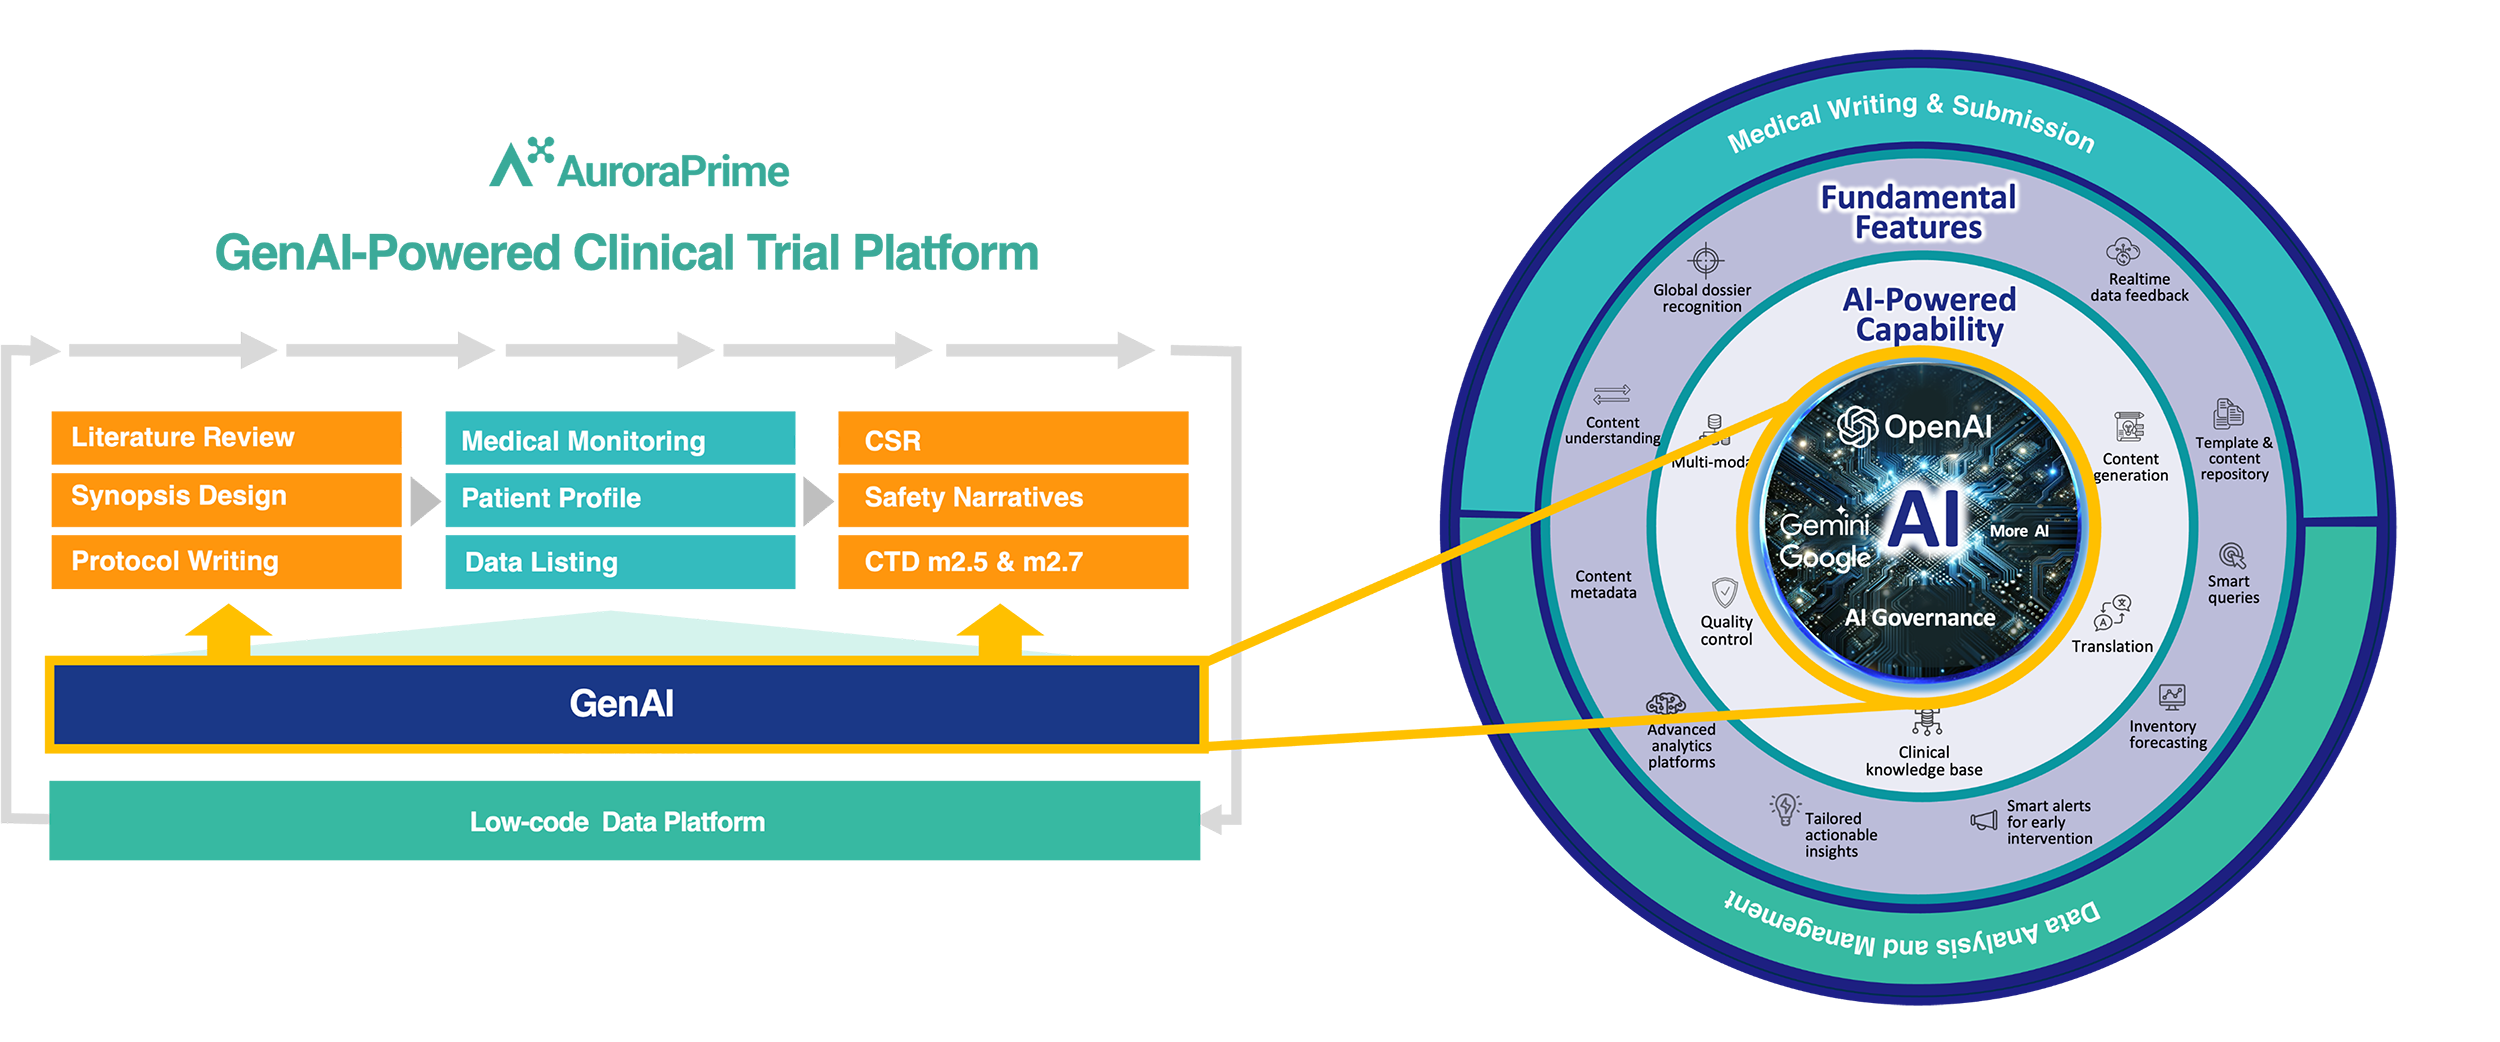 AuroraPrime
GenAI-Powered Clinical Trial Platform
Literature Review
Synopsis Design
Protocol Writing
Medical Monitoring
Patient Profile
Data Listing
CSR
Safety Narratives
CTD m2.5 & m2.7
GenAI
Low-code Data Platform
Medical Writing & Submission
Fundamental
Features
Global dossier
recognition
Realtime
data feedback
Content
understanding
Template &
content
repository
Content
metadata
Smart
queries
Advanced
analytics
platforms
Inventory
forecasting
Tailored
actionable
insights
Smart alerts
for early
intervention
AI-Powered
Capability
Multi-moda
Content
generation
Quality
control
Translation
Clinical
knowledge base
OpenAI
Gemini
Google
AI
More AI
AI Governance
Data Analysis and Management